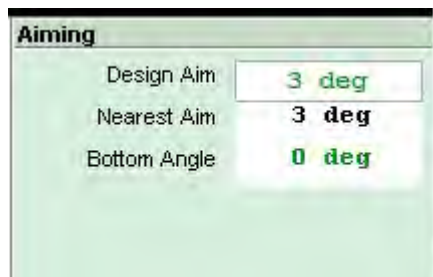 Aiming
Design Aim 3 deg
Nearest Aim 3 deg
Bottom Angle 0 deg